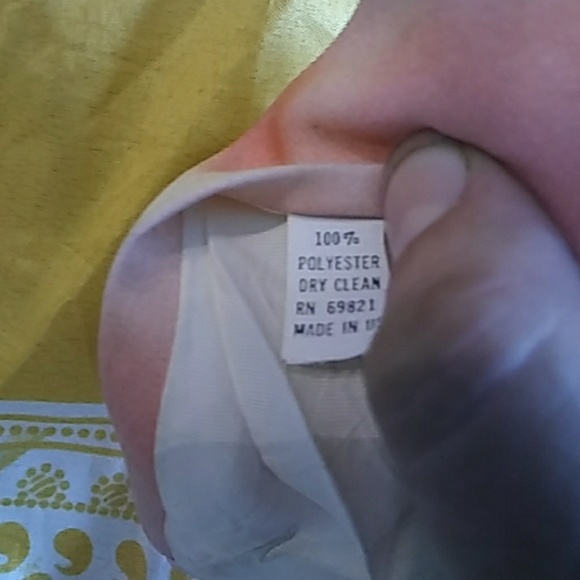 100%
POLYESTER
DRY CLEAN
RN 69821
MADE IN